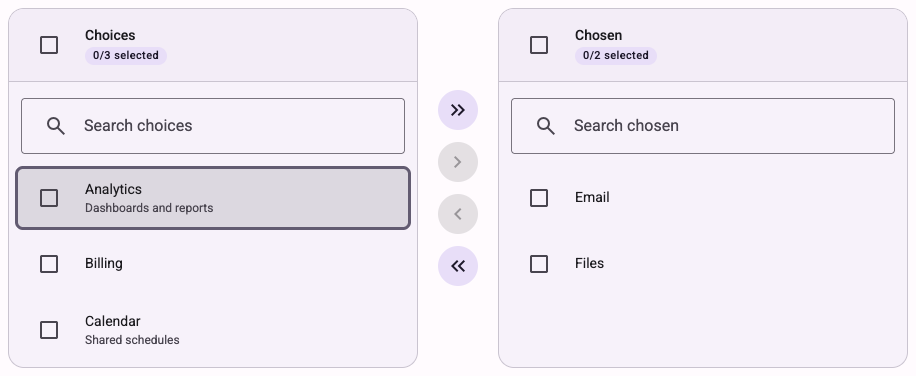 Choices
0/3 selected
Search choices
Analytics
Dashboards and reports
Billing
Calendar
Shared schedules
Chosen
0/2 selected
Search chosen
Email
Files